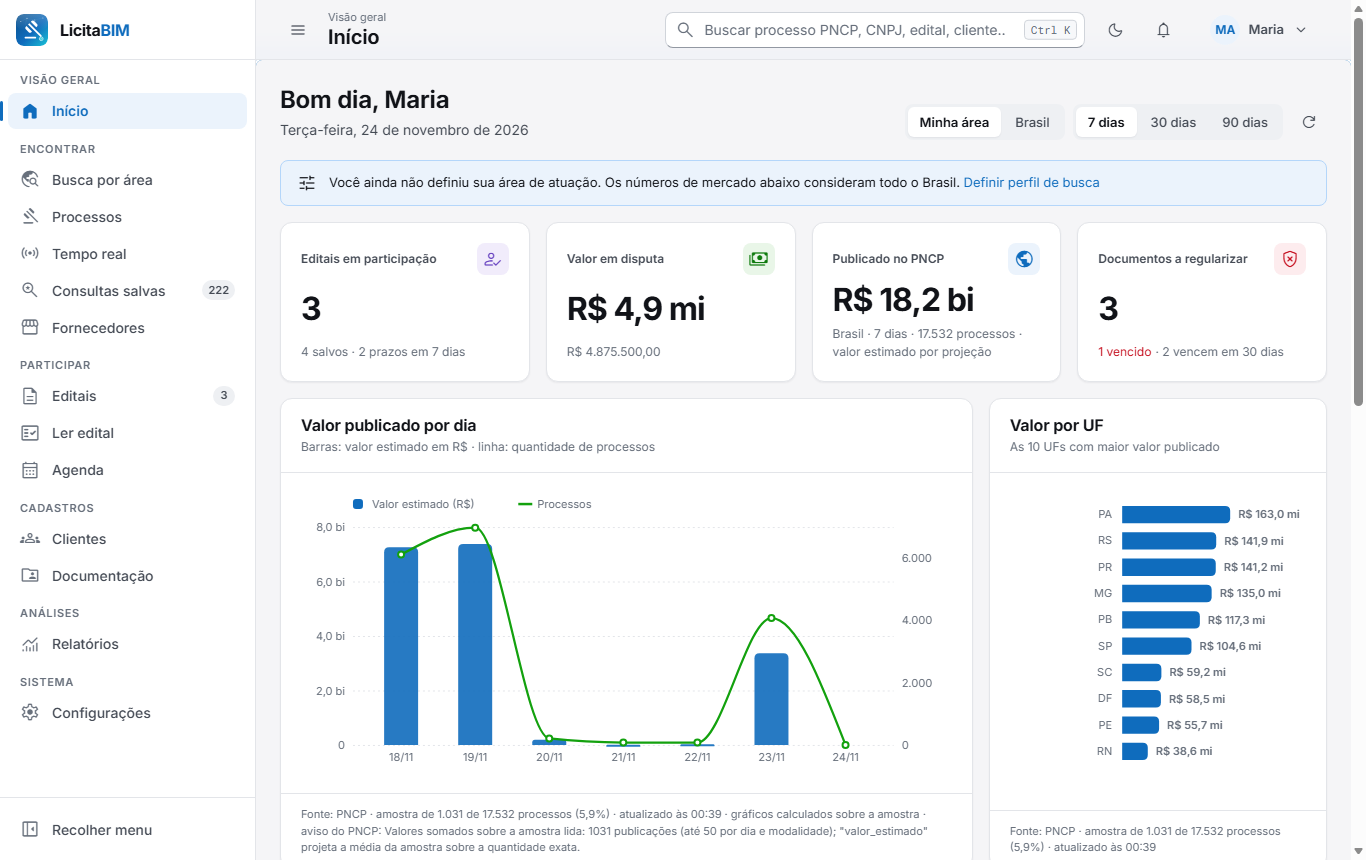 LicitaBIM
VISÃO GERAL
Início
ENCONTRAR
Busca por área
Processos
Tempo real
Consultas salvas 222
Fornecedores
PARTICIPAR
Editais 3
Ler edital
Agenda
CADASTROS
Clientes
Documentação
ANÁLISES
Relatórios
SISTEMA
Configurações
Recolher menu
Visão geral
Início
Buscar processo PNCP, CNPJ, edital, cliente.. Ctrl K
MA Maria
Bom dia, Maria
Terça-feira, 24 de novembro de 2026
Minha área Brasil 7 dias 30 dias 90 dias
Você ainda não definiu sua área de atuação. Os números de mercado abaixo consideram todo o Brasil. Definir perfil de busca
Editais em participação
3
4 salvos · 2 prazos em 7 dias
Valor em disputa
R$ 4,9 mi
R$ 4.875.500,00
Publicado no PNCP
R$ 18,2 bi
Brasil · 7 dias · 17.532 processos ·
valor estimado por projeção
Documentos a regularizar
3
1 vencido · 2 vencem em 30 dias
Valor publicado por dia
Barras: valor estimado em R$ · linha: quantidade de processos
Valor estimado (R$) Processos
8,0 bi
6,0 bi
4,0 bi
2,0 bi
0
6.000
4.000
2.000
0
18/11 19/11 20/11 21/11 22/11 23/11 24/11
Fonte: PNCP · amostra de 1.031 de 17.532 processos (5,9%) · atualizado às 00:39 · gráficos calculados sobre a amostra ·
aviso do PNCP: Valores somados sobre a amostra lida: 1031 publicações (até 50 por dia e modalidade); "valor_estimado"
projeta a média da amostra sobre a quantidade exata.
Valor por UF
As 10 UFs com maior valor publicado
PA R$ 163,0 mi
RS R$ 141,9 mi
PR R$ 141,2 mi
MG R$ 135,0 mi
PB R$ 117,3 mi
SP R$ 104,6 mi
SC R$ 59,2 mi
DF R$ 58,5 mi
PE R$ 55,7 mi
RN R$ 38,6 mi
Fonte: PNCP · amostra de 1.031 de 17.532 processos
(5,9%) · atualizado às 00:39